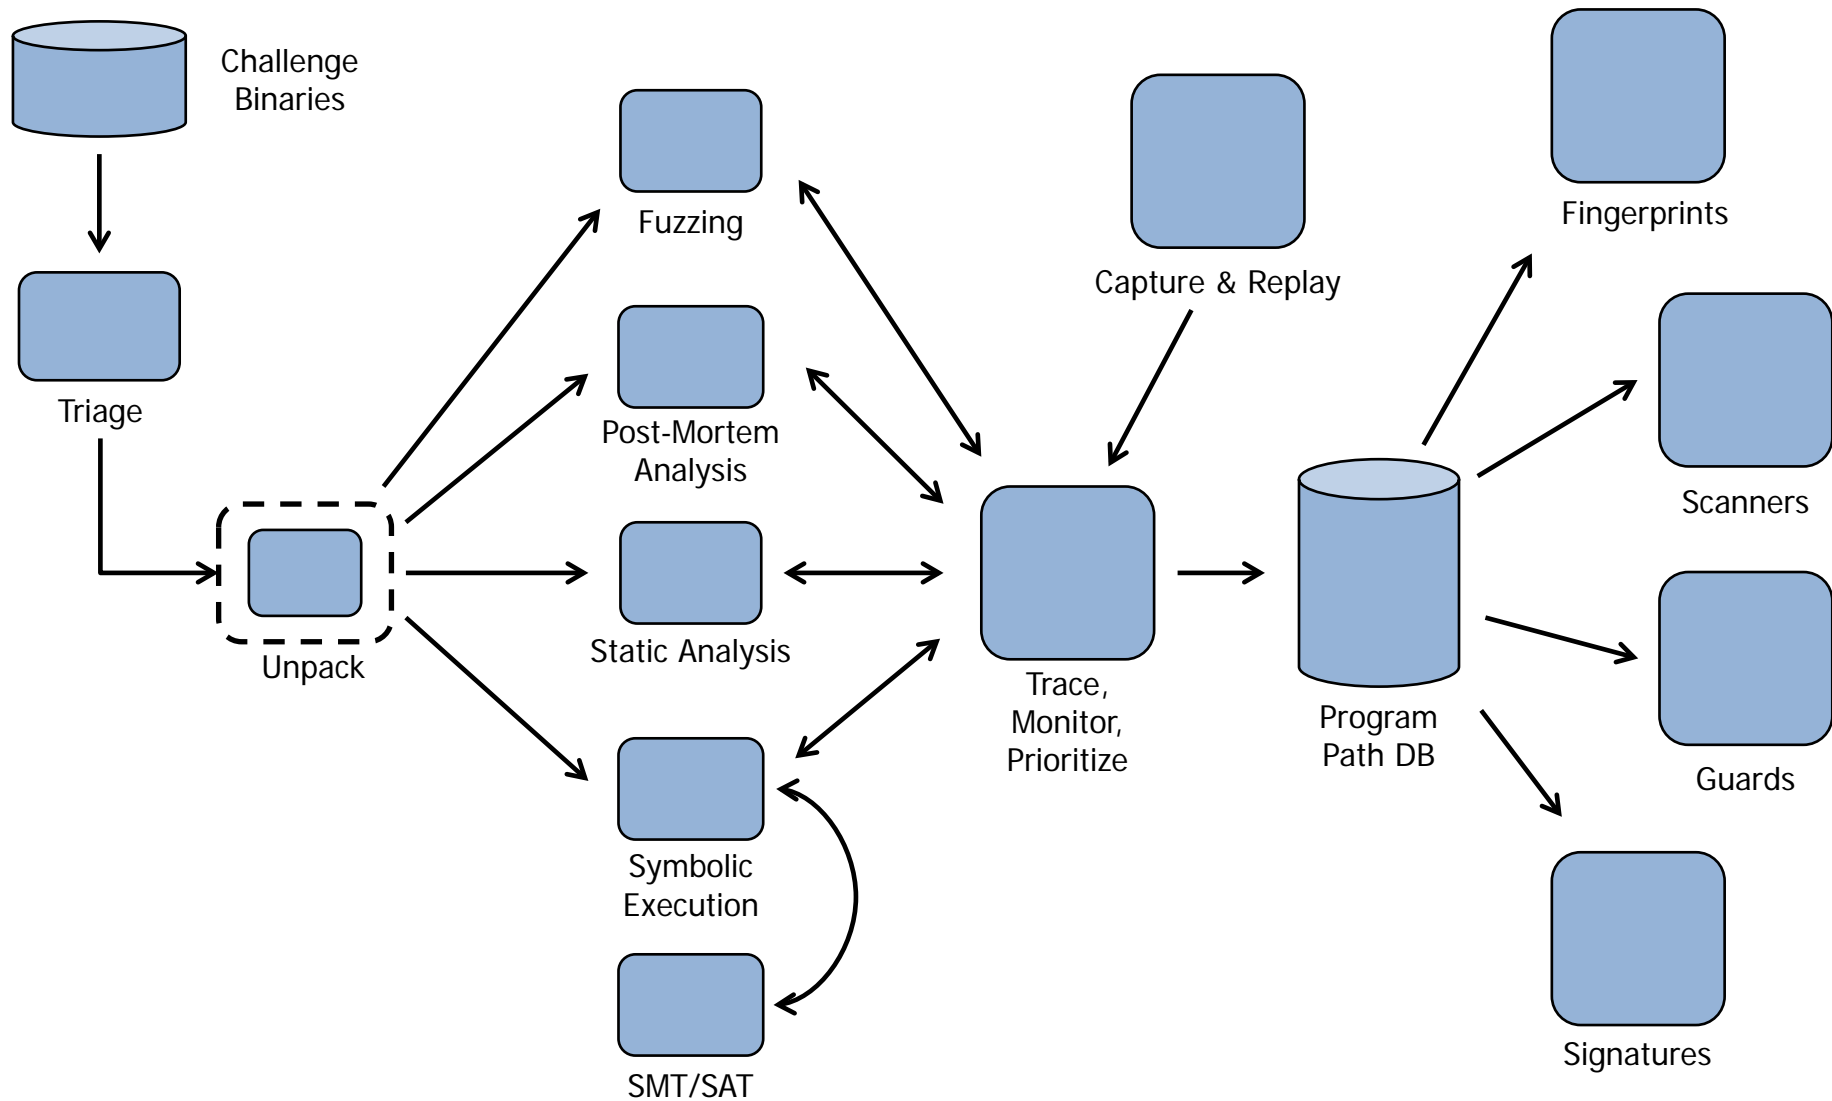 Challenge
Binaries
Triage
Unpack
Fuzzing
Post-Mortem
Analysis
Static Analysis
Symbolic
Execution
SMT/SAT
Capture & Replay
Trace,
Monitor,
Prioritize
Program
Path DB
Fingerprints
Scanners
Guards
Signatures